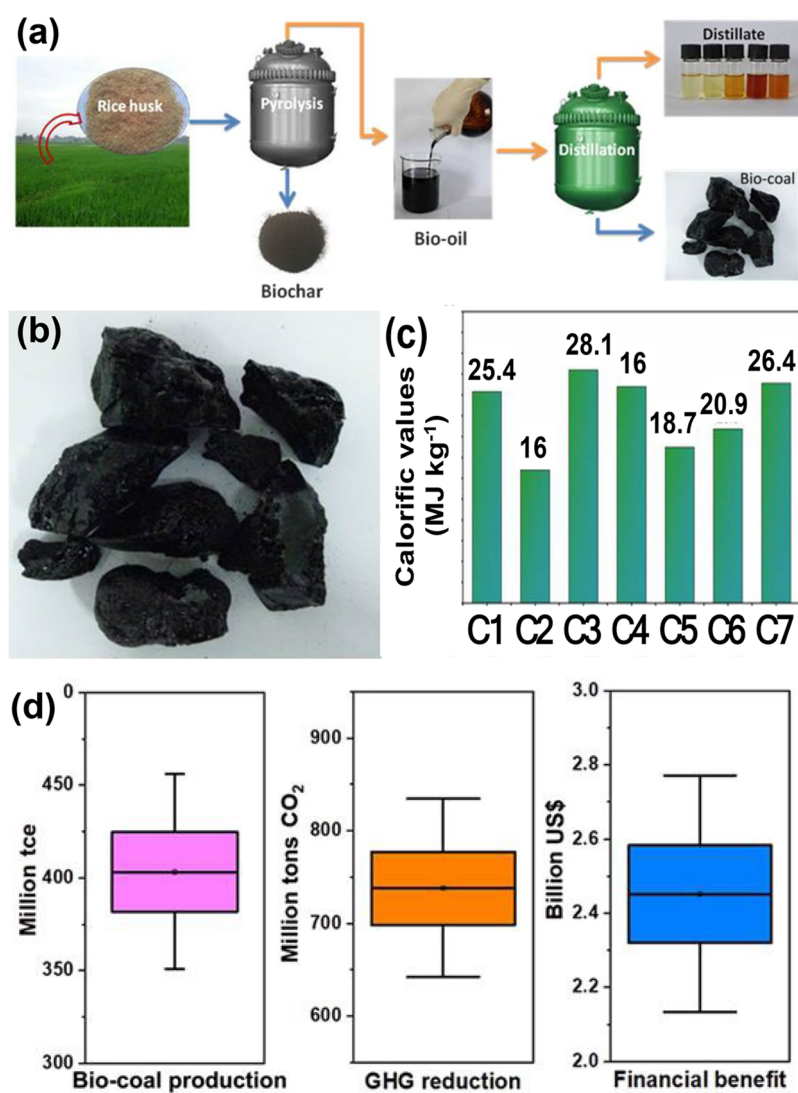 (a)
Rice husk
Pyrolysis
Biochar
Bio-oil
Distillation
Distillate
Bio-coal
(b)
(c)
Calorific values
(MJ kg⁻¹)
25.4
16
28.1
16
18.7
20.9
26.4
C1 C2 C3 C4 C5 C6 C7
(d)
Million tce
0
450
400
350
300
Bio-coal production
Million tons CO₂
900
800
700
600
GHG reduction
Billion US$
3.0
2.8
2.6
2.4
2.2
2.0
Financial benefit